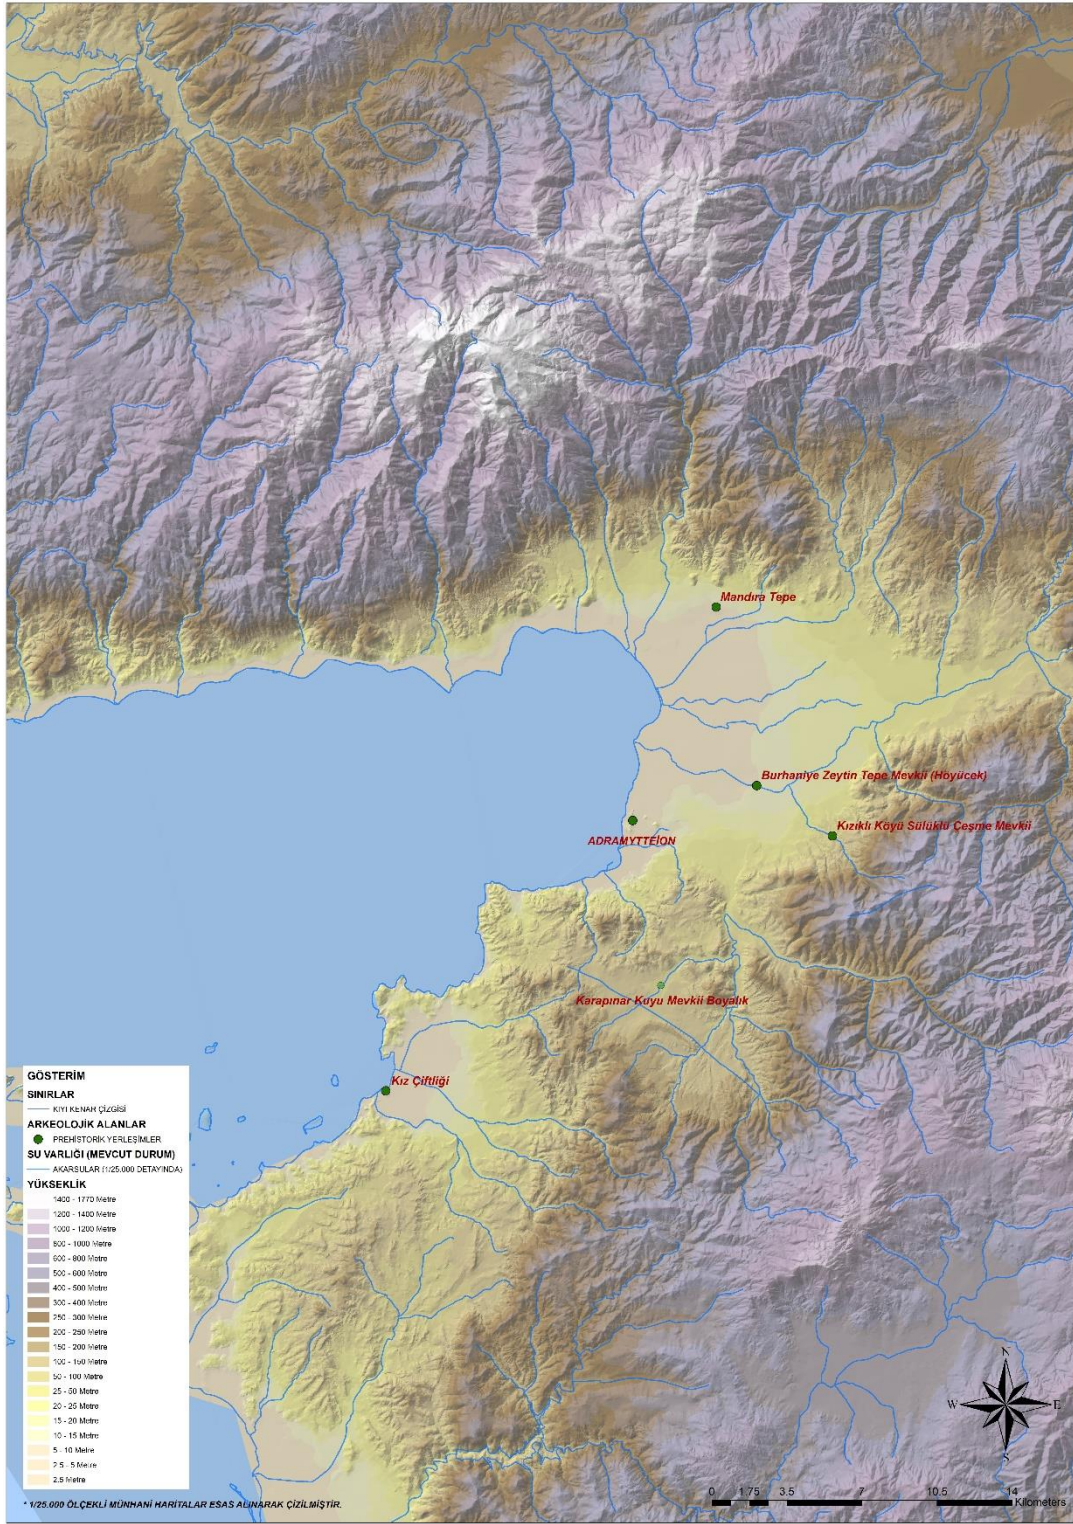 Mandıra Tepe
Burhaniye Zeytin Tepe Mevkii (Höyücek)
Kızıklı Köyü Sülüklü Çeşme Mevkii
ADRAMYTTEİON
Karapınar Kuyu Mevkii Boyalık
Kız Çiftliği
GÖSTERİM
SINIRLAR
KIYI KENAR ÇİZGİSİ
ARKEOLOJİK ALANLAR
PREHİSTORİK YERLEŞİMLER
SU VARLIĞI (MEVCUT DURUM)
AKARSULAR (1/25.000 DETAYINDA)
YÜKSEKLİK
1400 - 1770 Metre
1200 - 1400 Metre
1000 - 1200 Metre
800 - 1000 Metre
600 - 800 Metre
500 - 600 Metre
400 - 500 Metre
300 - 400 Metre
250 - 300 Metre
200 - 250 Metre
150 - 200 Metre
100 - 150 Metre
50 - 100 Metre
25 - 50 Metre
20 - 25 Metre
15 - 20 Metre
10 - 15 Metre
5 - 10 Metre
2.5 - 5 Metre
2.5 Metre
* 1/25.000 ÖLÇEKLİ MÜNHANİ HARİTALAR ESAS ALINARAK ÇİZİLMİŞTİR.
N
W E
S
0 1.75 3.5 7 10.5 14
Kilometers